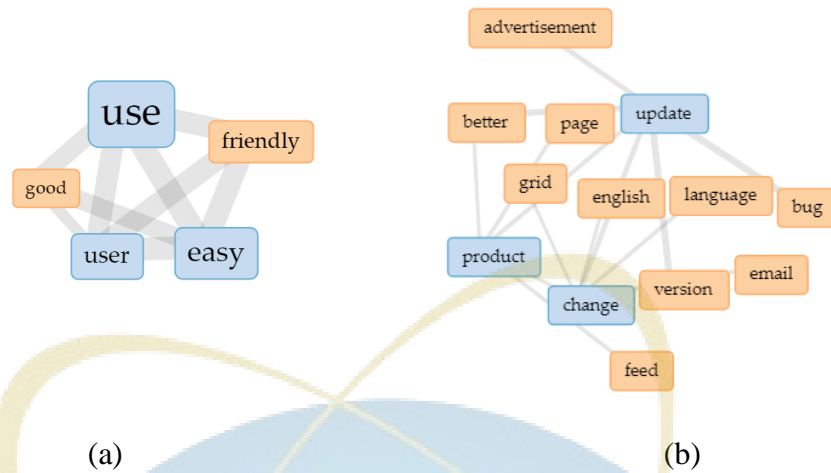 advertisement
use
better
page
update
friendly
good
grid
english
language
bug
user
easy
product
change
version
email
feed
(a)
(b)